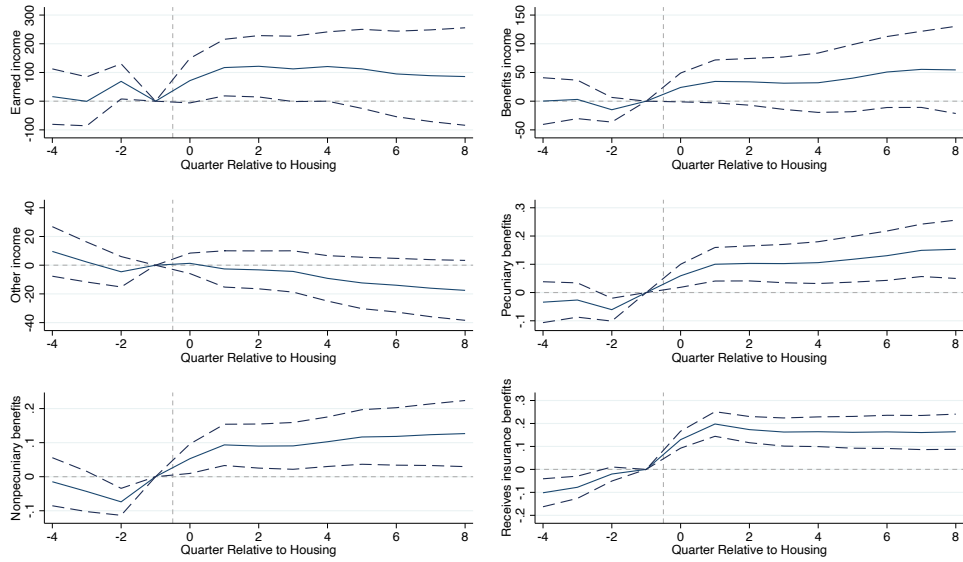 Earned income
-100 0 100 200 300
-4 -2 0 2 4 6 8
Quarter Relative to Housing
Benefits income
-50 0 50 100 150
-4 -2 0 2 4 6 8
Quarter Relative to Housing
Other income
-40 -20 0 20 40
-4 -2 0 2 4 6 8
Quarter Relative to Housing
Pecuniary benefits
-.1 0 .1 .2 .3
-4 -2 0 2 4 6 8
Quarter Relative to Housing
Nonpecuniary benefits
-.1 0 .1 .2
-4 -2 0 2 4 6 8
Quarter Relative to Housing
Receives insurance benefits
-.2 -.1 0 .1 .2 .3
-4 -2 0 2 4 6 8
Quarter Relative to Housing